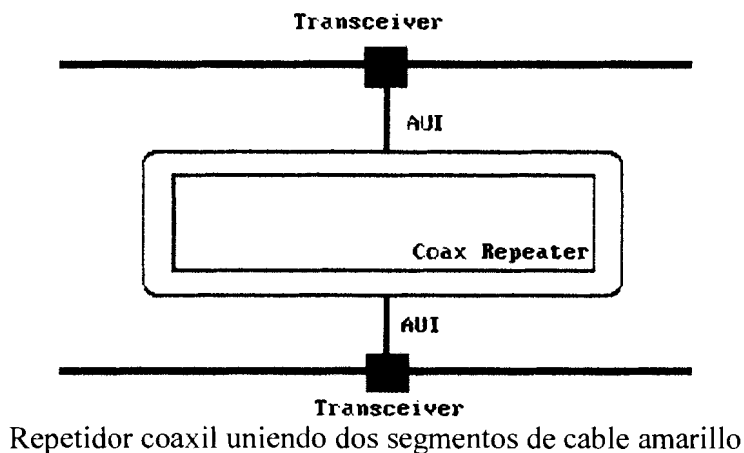 Transceiver
AUI
Coax Repeater
AUI
Transceiver
Repetidor coaxil uniendo dos segmentos de cable amarillo